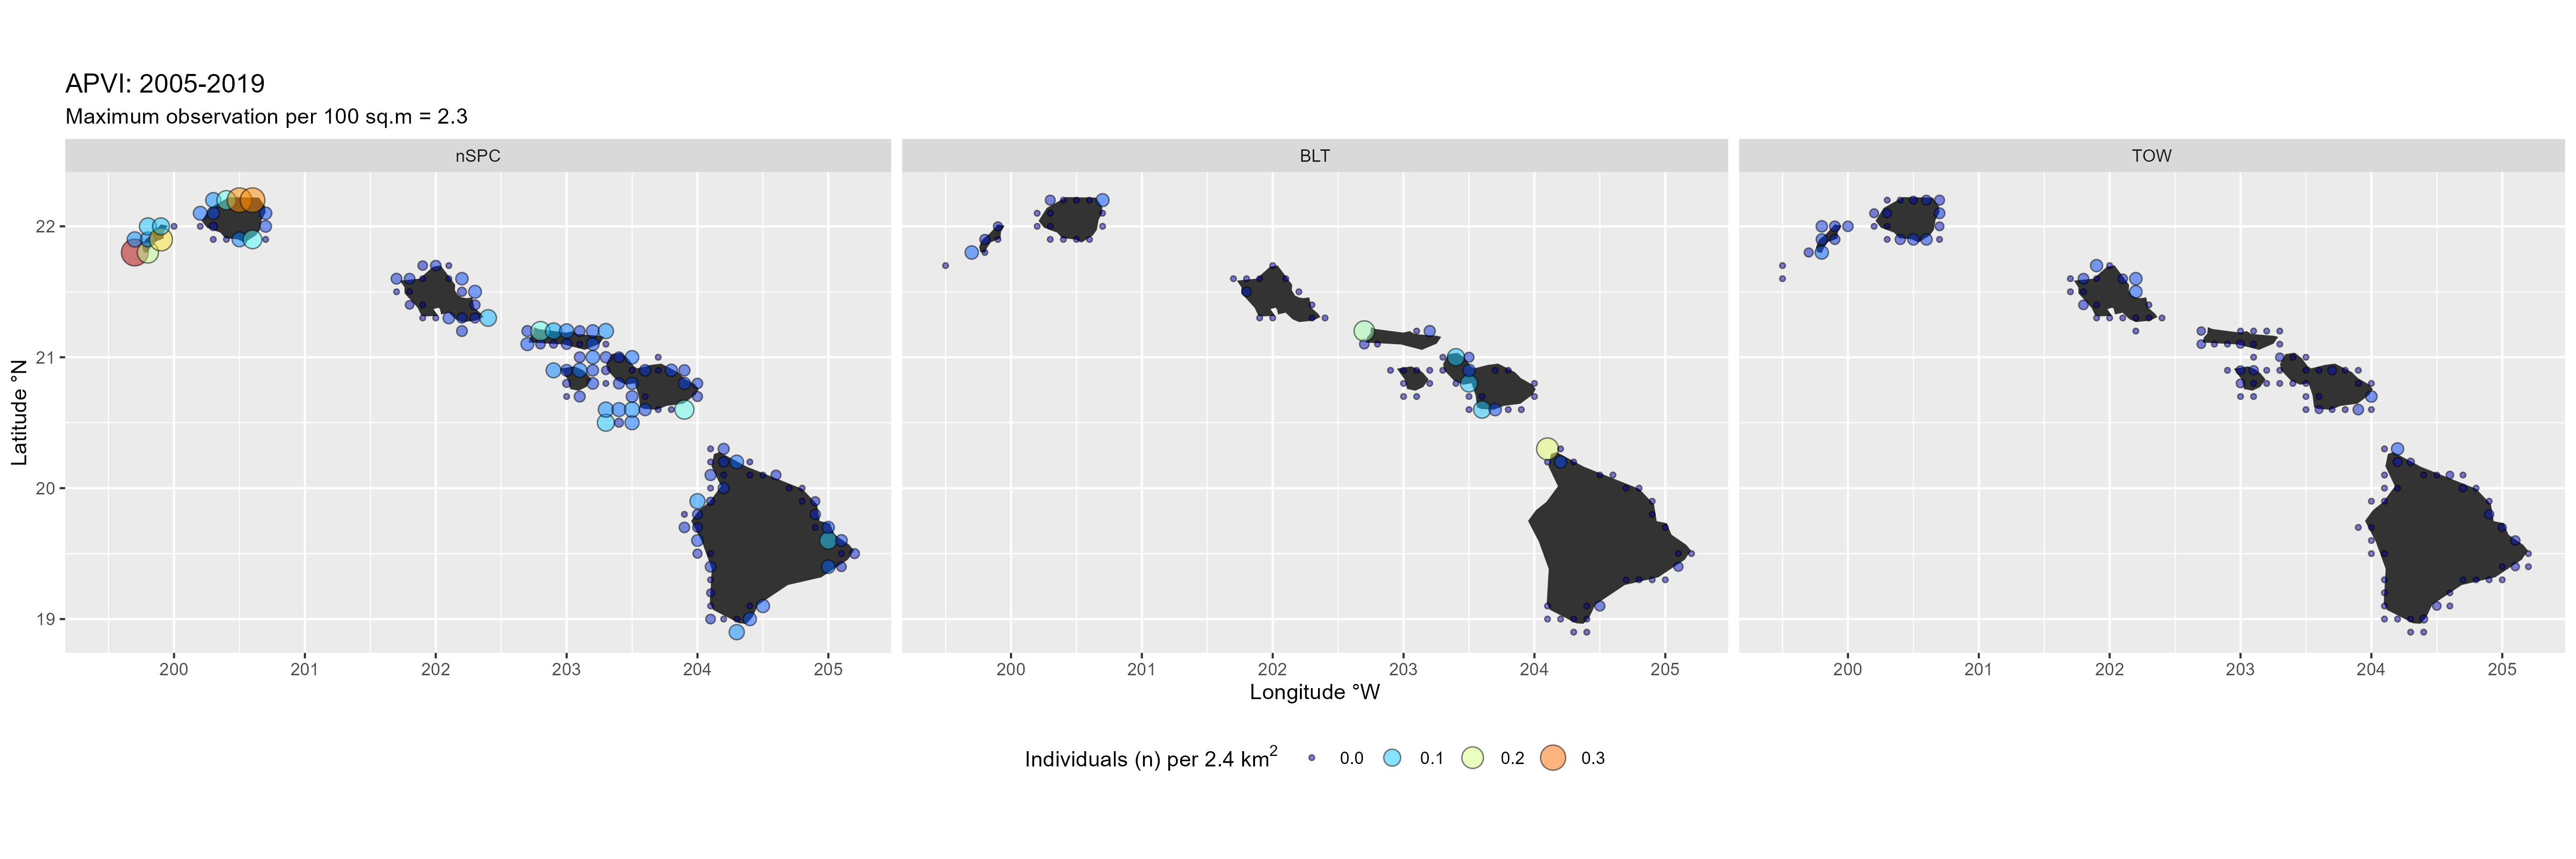 APVI: 2005-2019
Maximum observation per 100 sq.m = 2.3
nSPC BLT TOW
22
21
20
19
Latitude °N
200 201 202 203 204 205 200 201 202 203 204 205 200 201 202 203 204 205
Longitude °W
Individuals (n) per 2.4 km² 0.0 0.1 0.2 0.3